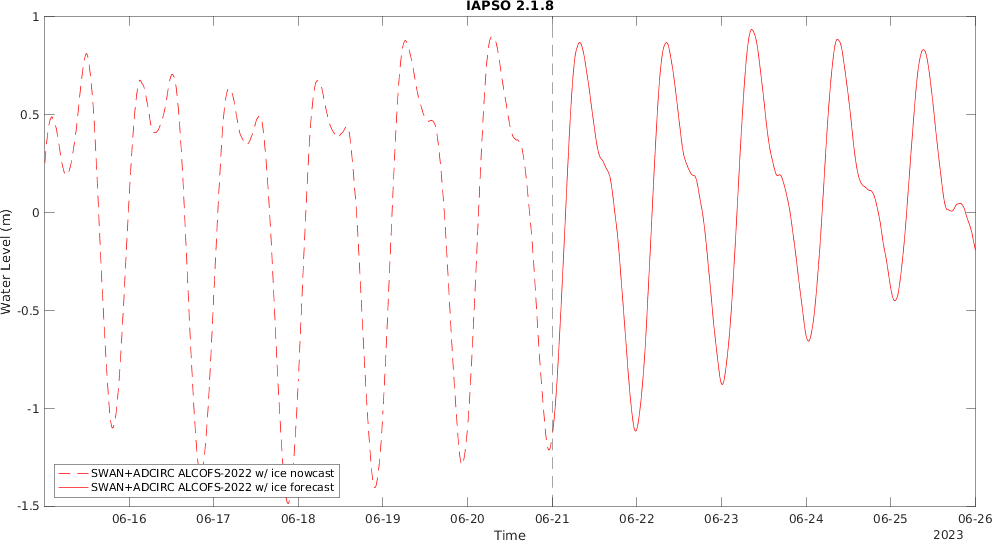 IAPSO 2.1.8
Water Level (m)
1
0.5
0
-0.5
-1
-1.5
SWAN+ADCIRC ALCOFS-2022 w/ ice nowcast
SWAN+ADCIRC ALCOFS-2022 w/ ice forecast
06-16 06-17 06-18 06-19 06-20 06-21 06-22 06-23 06-24 06-25 06-26
Time
2023